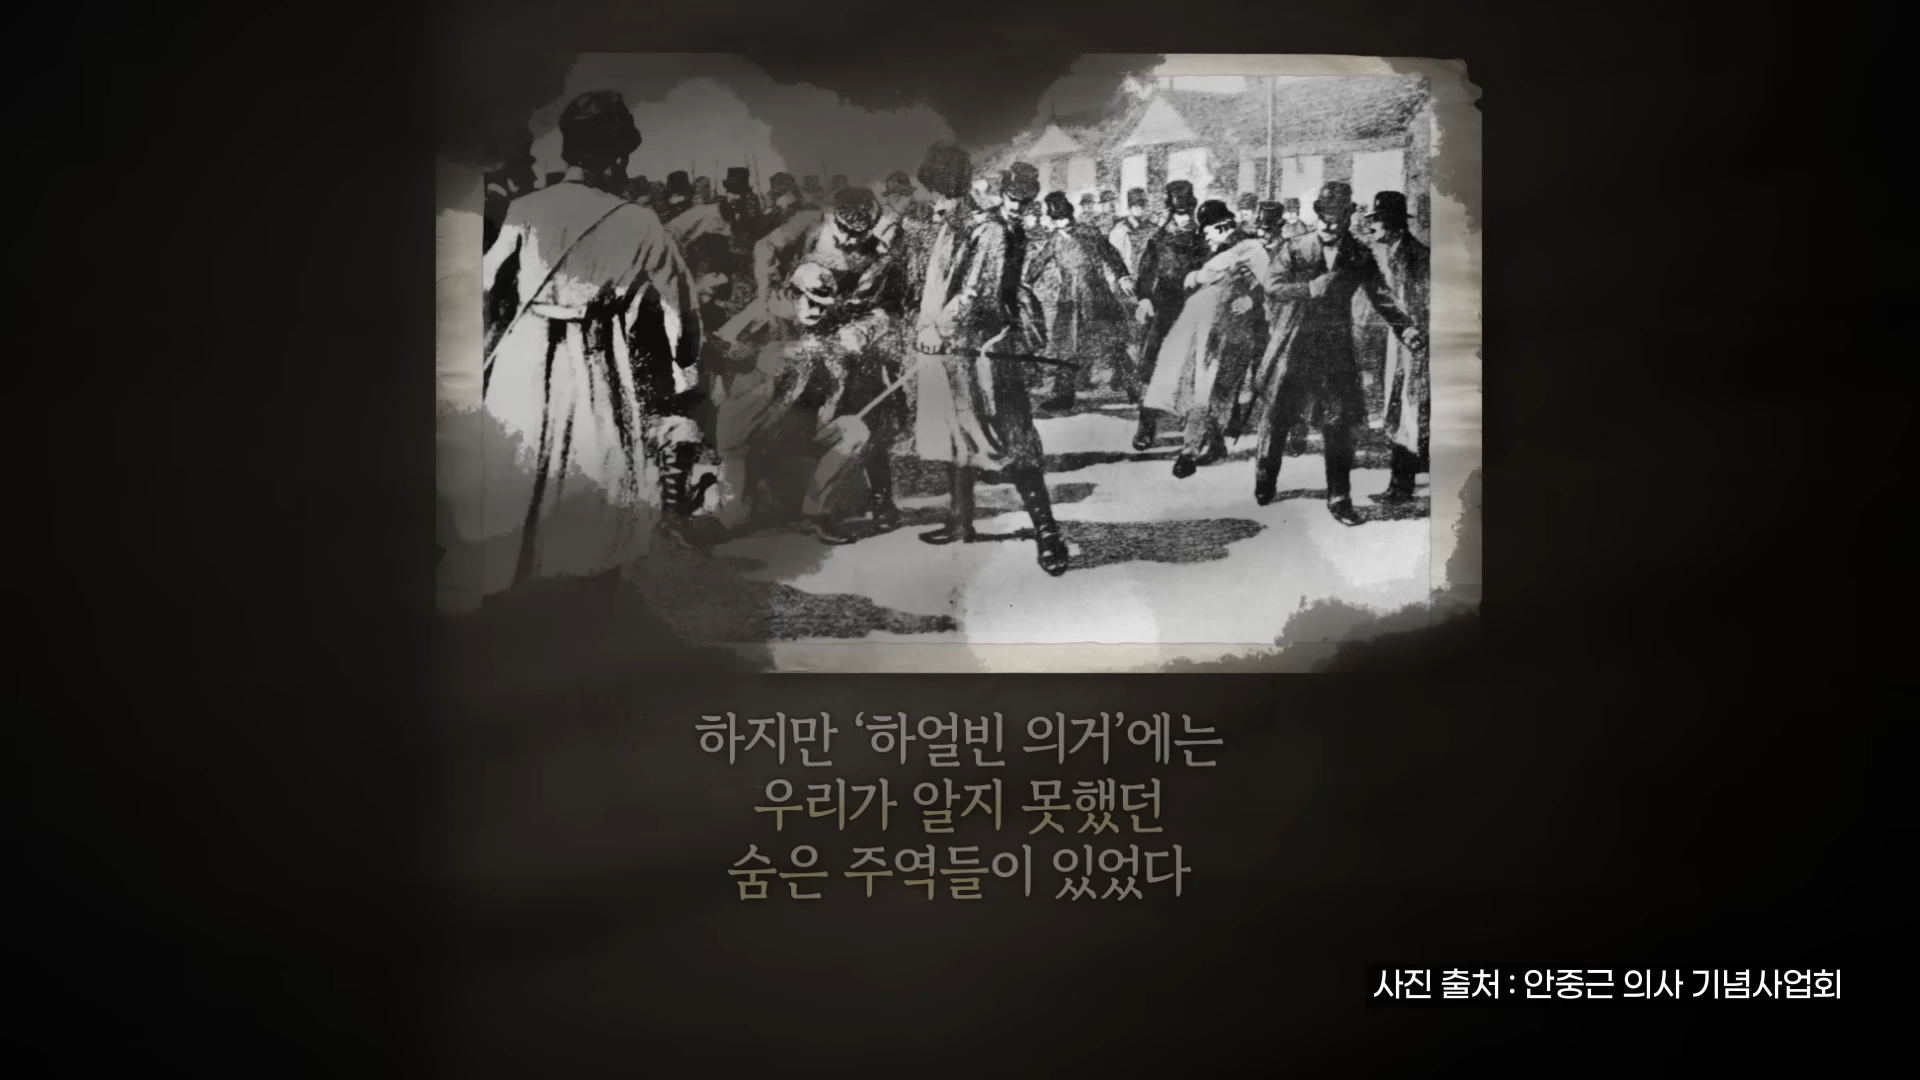 하지만 ‘하얼빈 의거’에는
우리가 알지 못했던
숨은 주역들이 있었다
사진 출처 : 안중근 의사 기념사업회